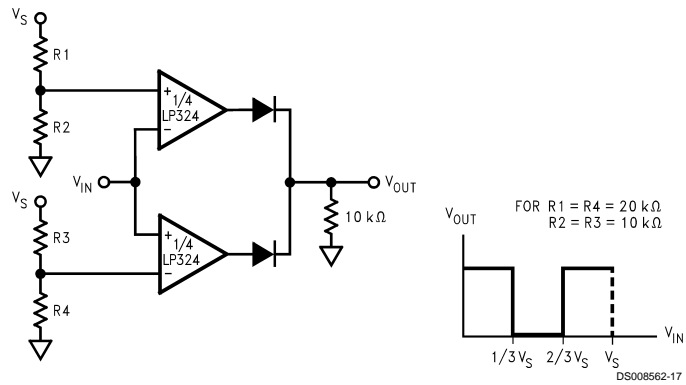 V_S
R1
R2
+
1/4
LP324
−
V_IN
V_OUT
10 kΩ
V_S
R3
R4
+
1/4
LP324
−
FOR R1 = R4 = 20 kΩ
R2 = R3 = 10 kΩ
V_OUT
V_IN
1/3 V_S
2/3 V_S
V_S
DS008562-17